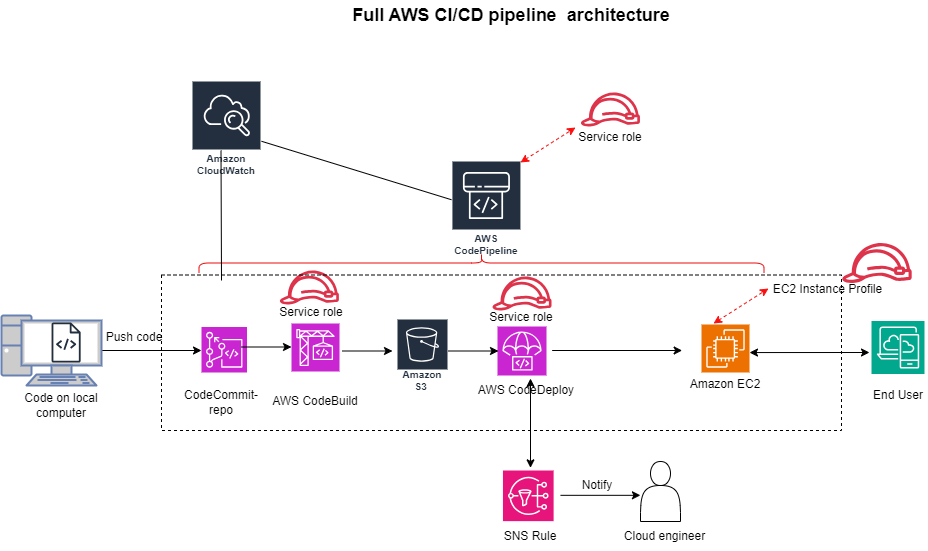 Full AWS CI/CD pipeline  architecture
Amazon
CloudWatch
Service role
AWS
CodePipeline
EC2 Instance Profile
Service role
Service role
Push code
Code on local
computer
CodeCommit-
repo
AWS CodeBuild
Amazon
S3
AWS CodeDeploy
Amazon EC2
End User
Notify
SNS Rule
Cloud engineer